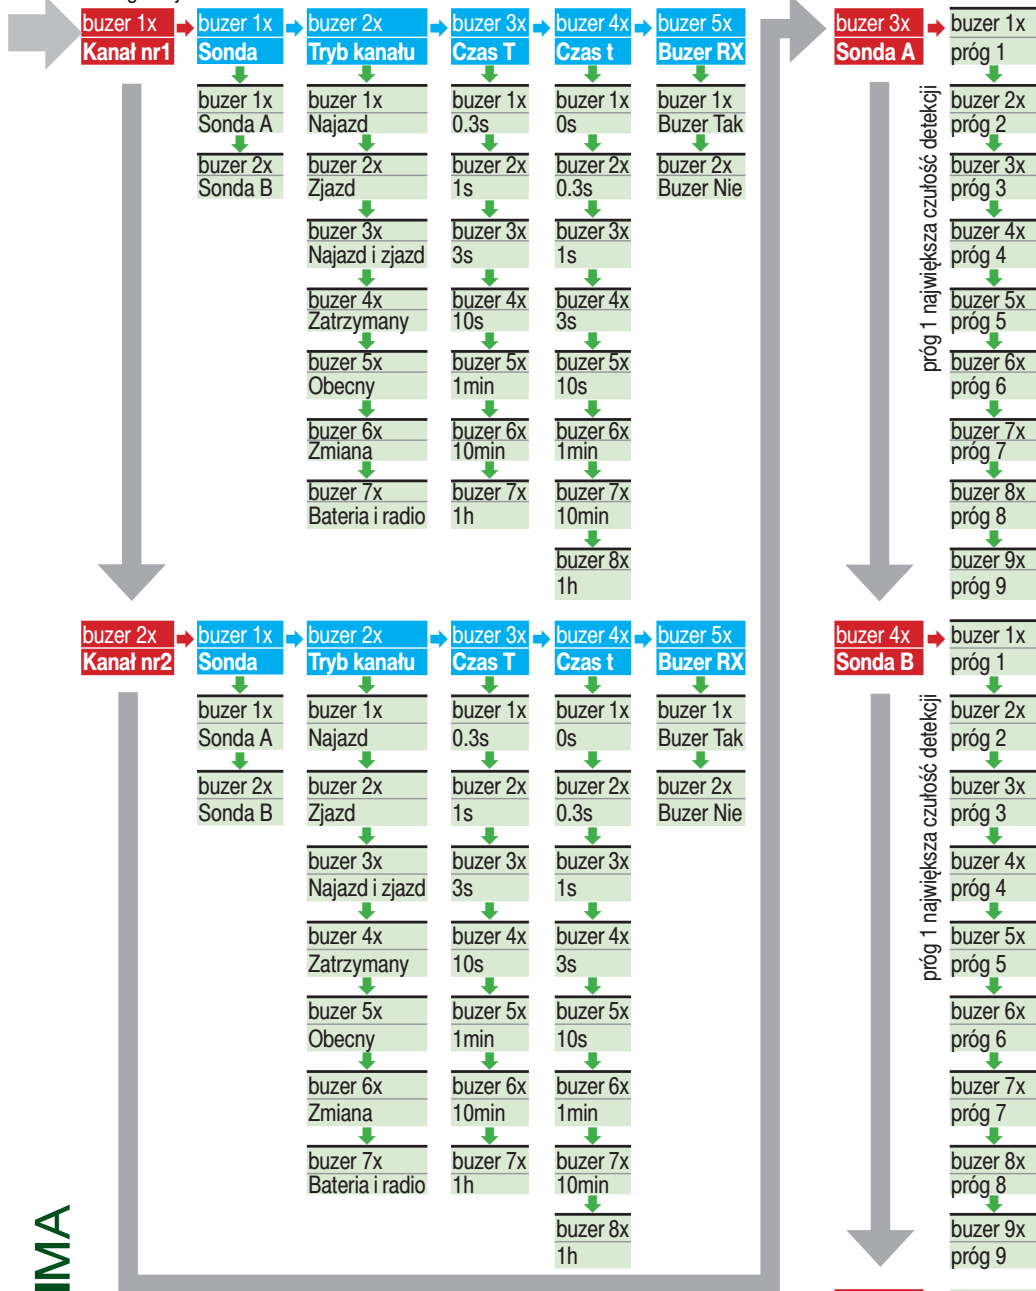 buzer 1x
Kanał nr1
buzer 1x
Sonda
buzer 1x
Sonda A
buzer 2x
Sonda B
buzer 2x
Tryb kanału
buzer 1x
Najazd
buzer 2x
Zjazd
buzer 3x
Najazd i zjazd
buzer 4x
Zatrzymany
buzer 5x
Obecny
buzer 6x
Zmiana
buzer 7x
Bateria i radio
buzer 3x
Czas T
buzer 1x
0.3s
buzer 2x
1s
buzer 3x
3s
buzer 4x
10s
buzer 5x
1min
buzer 6x
10min
buzer 7x
1h
buzer 4x
Czas t
buzer 1x
0s
buzer 2x
0.3s
buzer 3x
1s
buzer 4x
3s
buzer 5x
10s
buzer 6x
1min
buzer 7x
10min
buzer 8x
1h
buzer 5x
Buzer RX
buzer 1x
Buzer Tak
buzer 2x
Buzer Nie
buzer 2x
Kanał nr2
buzer 1x
Sonda
buzer 1x
Sonda A
buzer 2x
Sonda B
buzer 2x
Tryb kanału
buzer 1x
Najazd
buzer 2x
Zjazd
buzer 3x
Najazd i zjazd
buzer 4x
Zatrzymany
buzer 5x
Obecny
buzer 6x
Zmiana
buzer 7x
Bateria i radio
buzer 3x
Czas T
buzer 1x
0.3s
buzer 2x
1s
buzer 3x
3s
buzer 4x
10s
buzer 5x
1min
buzer 6x
10min
buzer 7x
1h
buzer 4x
Czas t
buzer 1x
0s
buzer 2x
0.3s
buzer 3x
1s
buzer 4x
3s
buzer 5x
10s
buzer 6x
1min
buzer 7x
10min
buzer 8x
1h
buzer 5x
Buzer RX
buzer 1x
Buzer Tak
buzer 2x
Buzer Nie
buzer 3x
Sonda A
próg 1 największa czułość detekcji
buzer 1x
próg 1
buzer 2x
próg 2
buzer 3x
próg 3
buzer 4x
próg 4
buzer 5x
próg 5
buzer 6x
próg 6
buzer 7x
próg 7
buzer 8x
próg 8
buzer 9x
próg 9
buzer 4x
Sonda B
próg 1 największa czułość detekcji
buzer 1x
próg 1
buzer 2x
próg 2
buzer 3x
próg 3
buzer 4x
próg 4
buzer 5x
próg 5
buzer 6x
próg 6
buzer 7x
próg 7
buzer 8x
próg 8
buzer 9x
próg 9
IMA